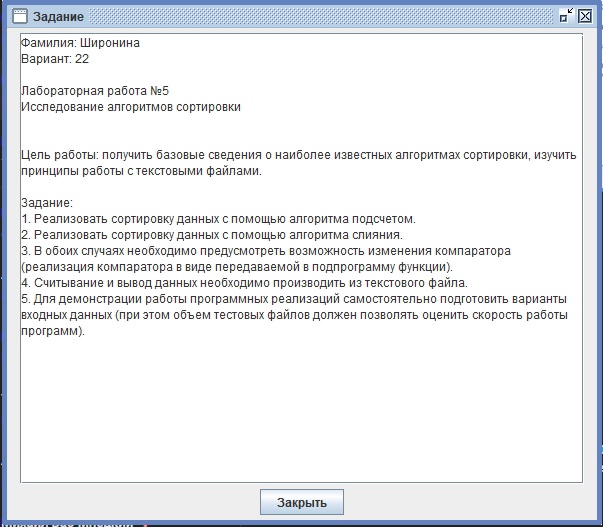 Задание
Фамилия: Широнина
Вариант: 22
Лабораторная работа №5
Исследование алгоритмов сортировки
Цель работы: получить базовые сведения о наиболее известных алгоритмах сортировки, изучить
принципы работы с текстовыми файлами.
Задание:
1. Реализовать сортировку данных с помощью алгоритма подсчетом.
2. Реализовать сортировку данных с помощью алгоритма слияния.
3. В обоих случаях необходимо предусмотреть возможность изменения компаратора
(реализация компаратора в виде передаваемой в подпрограмму функции).
4. Считывание и вывод данных необходимо производить из текстового файла.
5. Для демонстрации работы программных реализаций самостоятельно подготовить варианты
входных данных (при этом объем тестовых файлов должен позволять оценить скорость работы
программ).
Закрыть